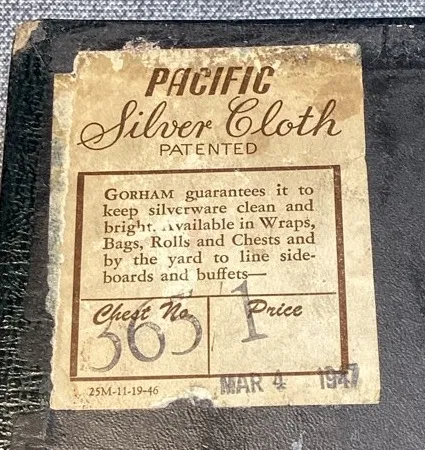 PACIFIC
Silver Cloth
PATENTED
GORHAM guarantees it to
keep silverware clean and
bright. Available in Wraps,
Bags, Rolls and Chests and
by the yard to line side-
boards and buffets—
Chest No. Price
365 1
25M-11-19-46
MAR 4 1947